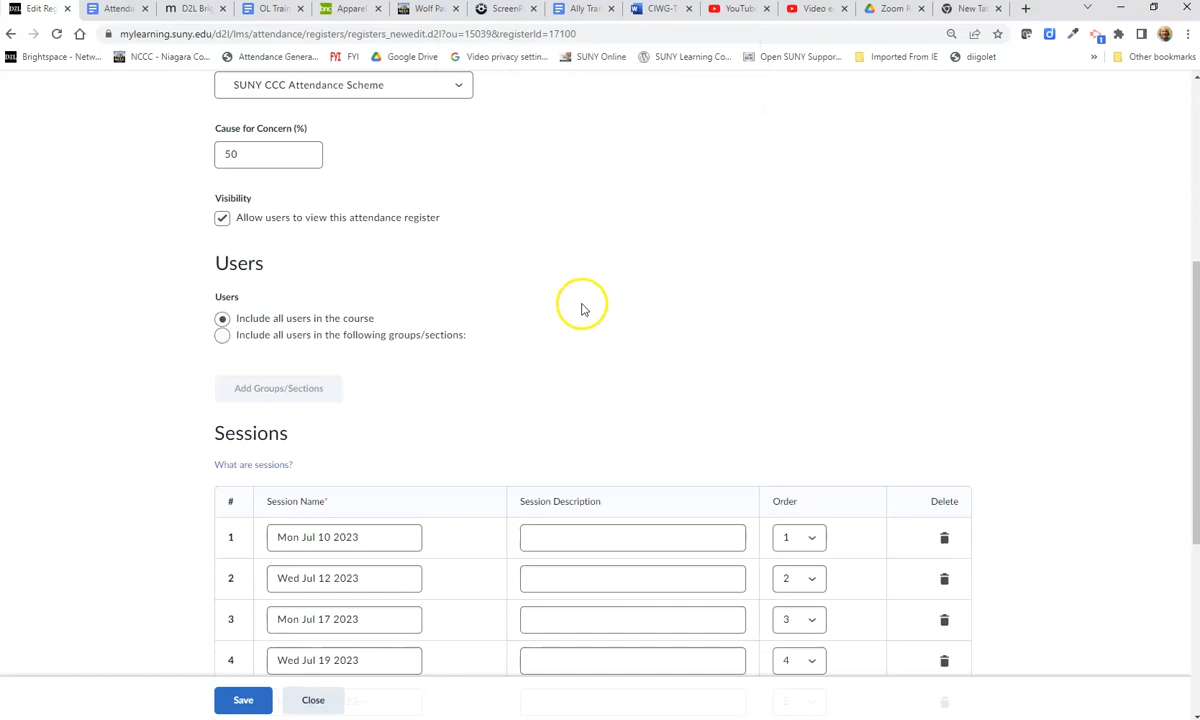 Edit Reg
Attenda
D2L Brig
OL Train
Appare
Wolf Pa
ScreenP
Ally Tra
CIWG-T
YouTub
Video e
Zoom R
New Ta
mylearning.suny.edu/d2l/lms/attendance/registers/registers_newedit.d2l?ou=15039&registerId=17100
Brightspace - Netw...
NCCC - Niagara Co...
Attendance Genera...
FYI
Google Drive
Video privacy settin...
SUNY Online
SUNY Learning Co...
Open SUNY Suppor...
Imported From IE
diigolet
»
Other bookmarks
SUNY CCC Attendance Scheme
Cause for Concern (%)
50
Visibility
Allow users to view this attendance register
Users
Users
Include all users in the course
Include all users in the following groups/sections:
Add Groups/Sections
Sessions
What are sessions?
# Session Name* Session Description Order Delete
1 Mon Jul 10 2023 1
2 Wed Jul 12 2023 2
3 Mon Jul 17 2023 3
4 Wed Jul 19 2023 4
Save Close